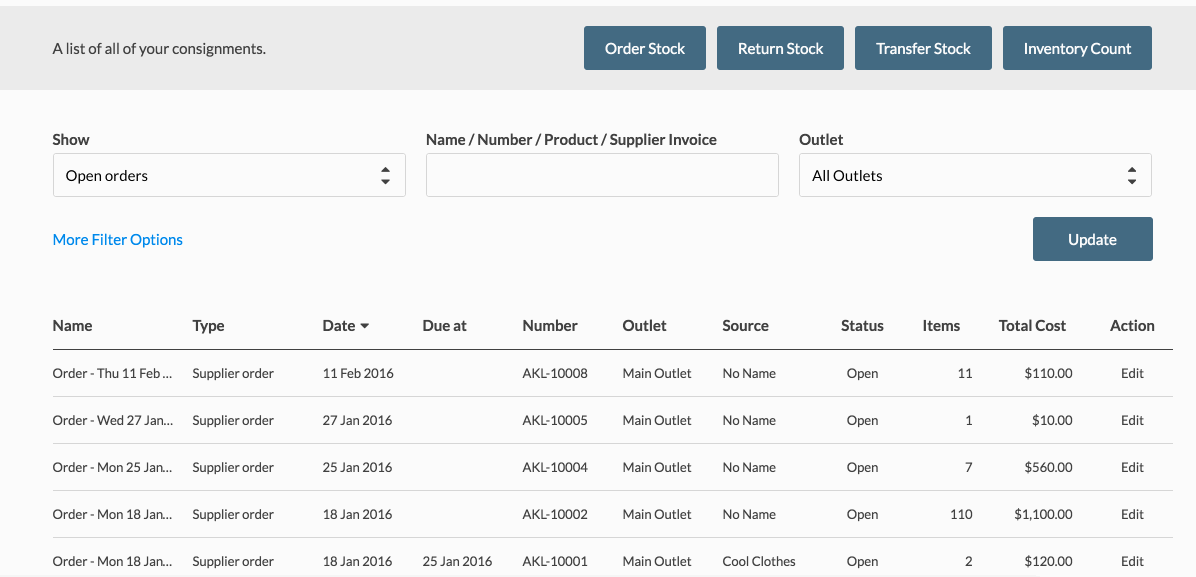 A list of all of your consignments.
Order Stock Return Stock Transfer Stock Inventory Count
Show Name / Number / Product / Supplier Invoice Outlet
Open orders All Outlets
More Filter Options Update
Name Type Date Due at Number Outlet Source Status Items Total Cost Action
Order - Thu 11 Feb ... Supplier order 11 Feb 2016 AKL-10008 Main Outlet No Name Open 11 $110.00 Edit
Order - Wed 27 Jan... Supplier order 27 Jan 2016 AKL-10005 Main Outlet No Name Open 1 $10.00 Edit
Order - Mon 25 Jan... Supplier order 25 Jan 2016 AKL-10004 Main Outlet No Name Open 7 $560.00 Edit
Order - Mon 18 Jan... Supplier order 18 Jan 2016 AKL-10002 Main Outlet No Name Open 110 $1,100.00 Edit
Order - Mon 18 Jan... Supplier order 18 Jan 2016 25 Jan 2016 AKL-10001 Main Outlet Cool Clothes Open 2 $120.00 Edit